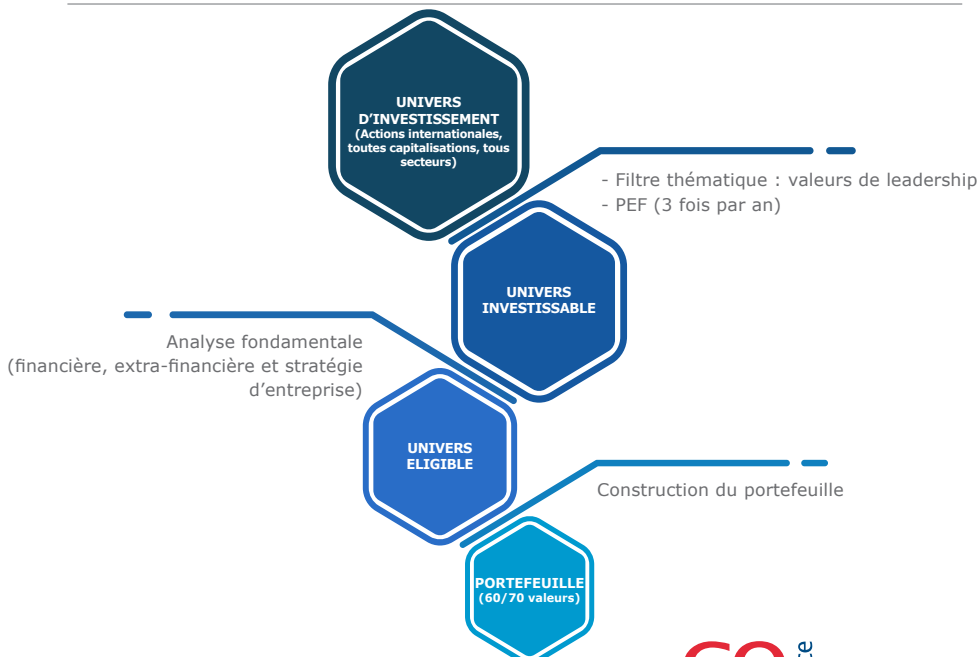 UNIVERS
D'INVESTISSEMENT
(Actions internationales,
toutes capitalisations, tous
secteurs)
- Filtre thématique : valeurs de leadership
- PEF (3 fois par an)
UNIVERS
INVESTISSABLE
Analyse fondamentale
(financière, extra-financière et stratégie
d'entreprise)
UNIVERS
ELIGIBLE
Construction du portefeuille
PORTEFEUILLE
(60/70 valeurs)